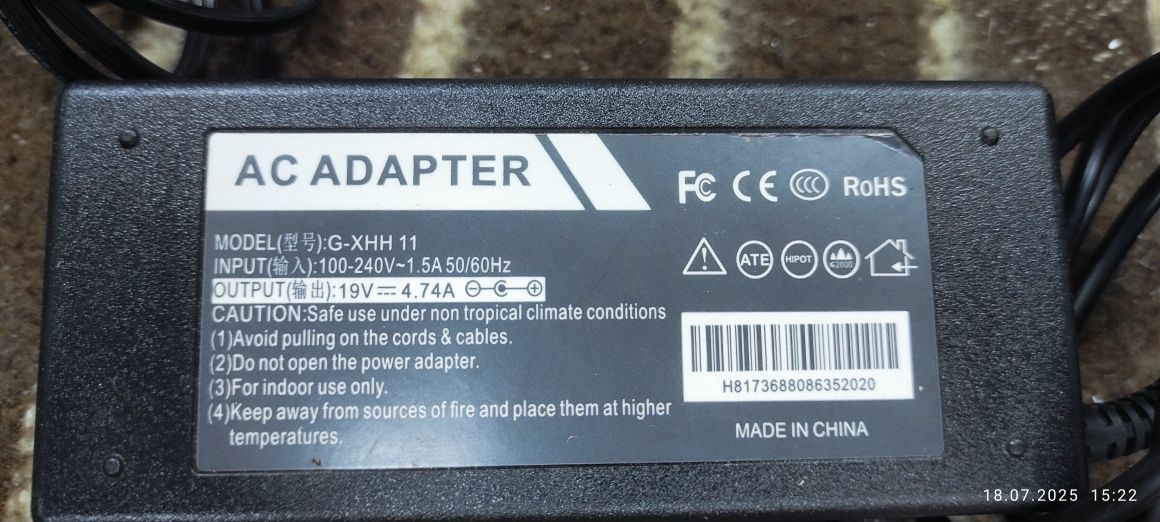 AC ADAPTER
FC CE CCC RoHS
MODEL(型号):G-XHH 11
INPUT(输入):100-240V~1.5A 50/60Hz
OUTPUT(输出):19V⎓4.74A ⊖-C-⊕
CAUTION:Safe use under non tropical climate conditions
(1)Avoid pulling on the cords & cables.
(2)Do not open the power adapter.
(3)For indoor use only.
(4)Keep away from sources of fire and place them at higher
temperatures.
ATE HIPOT ≤2000
H8173688086352020
MADE IN CHINA
18.07.2025 15:22